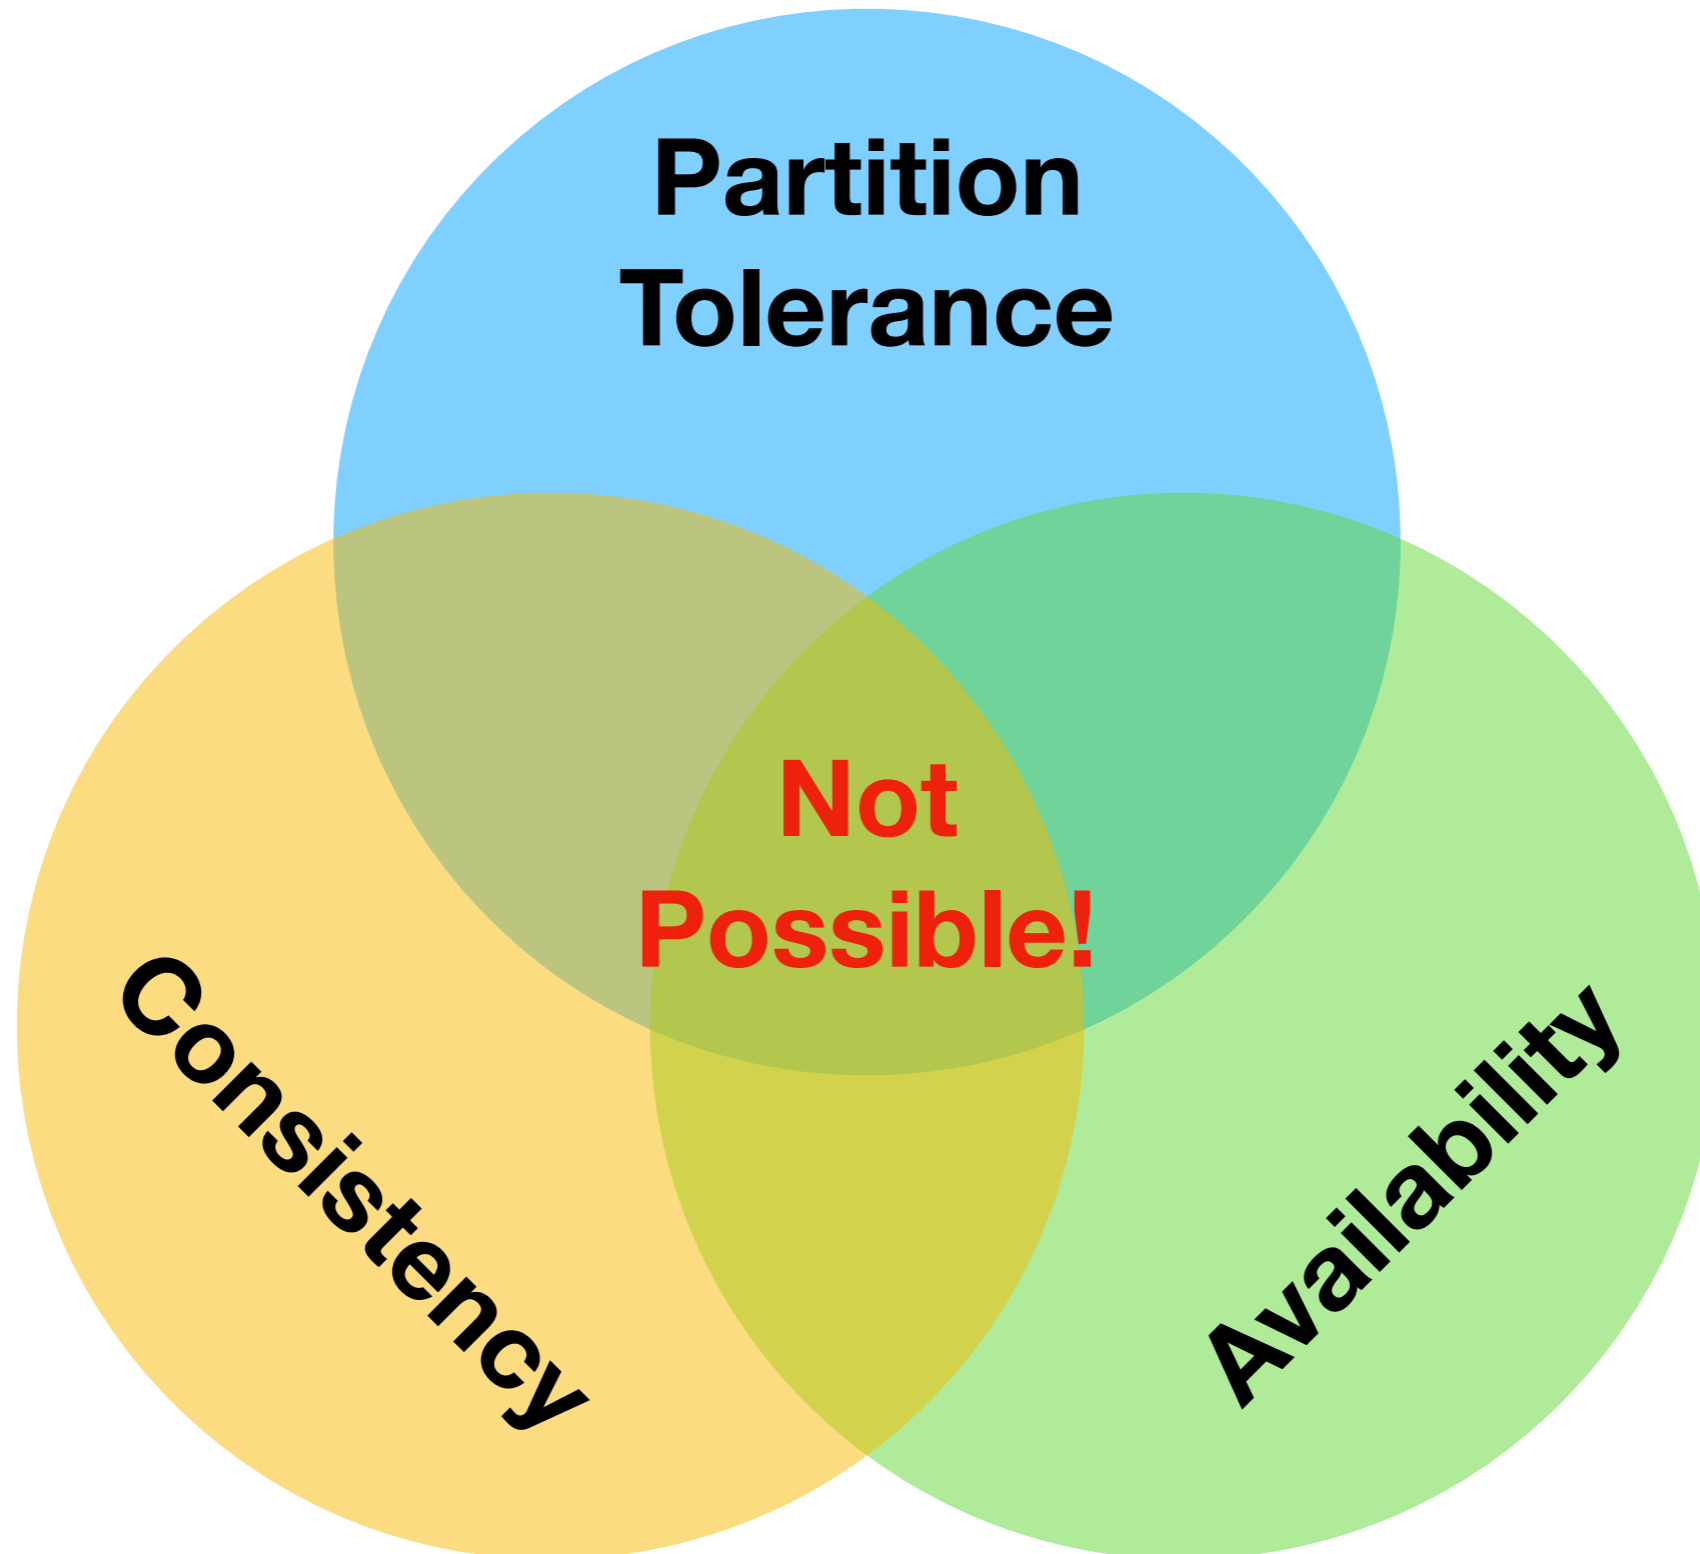 Partition
Tolerance
Not
Possible!
Consistency
Availability